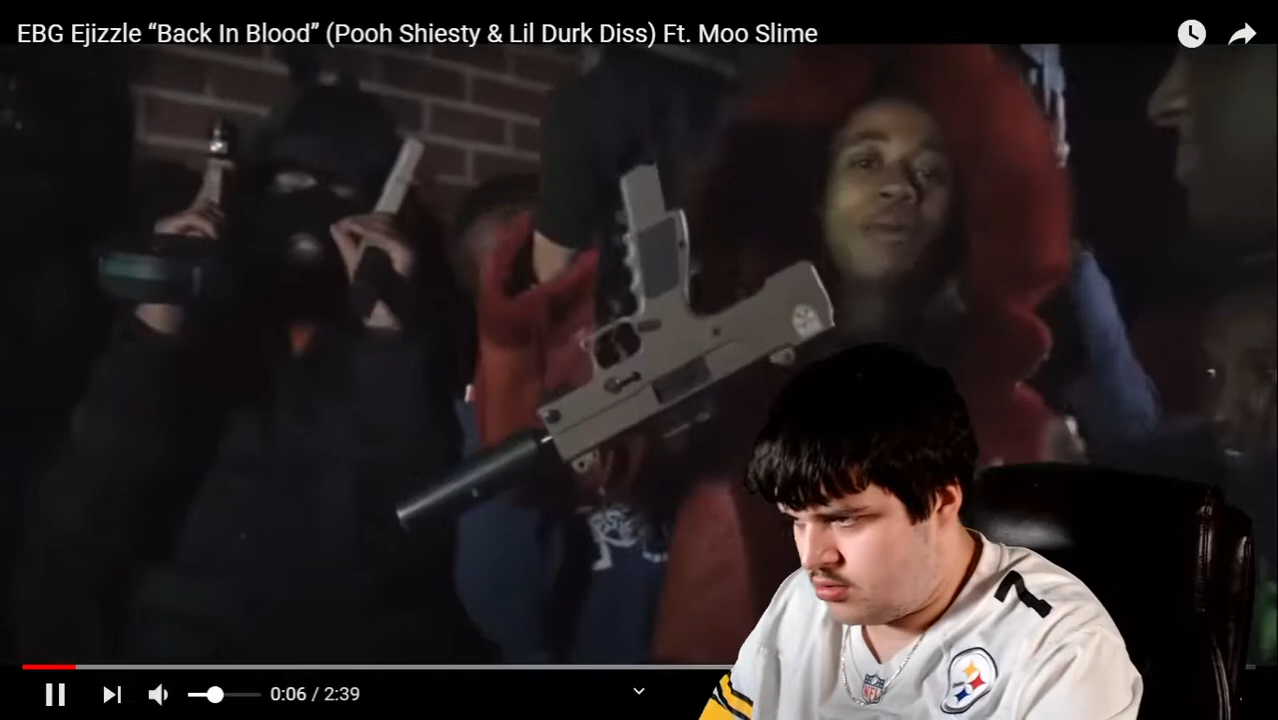 EBG Ejizzle “Back In Blood” (Pooh Shiesty & Lil Durk Diss) Ft. Moo Slime
7
NFL
0:06 / 2:39